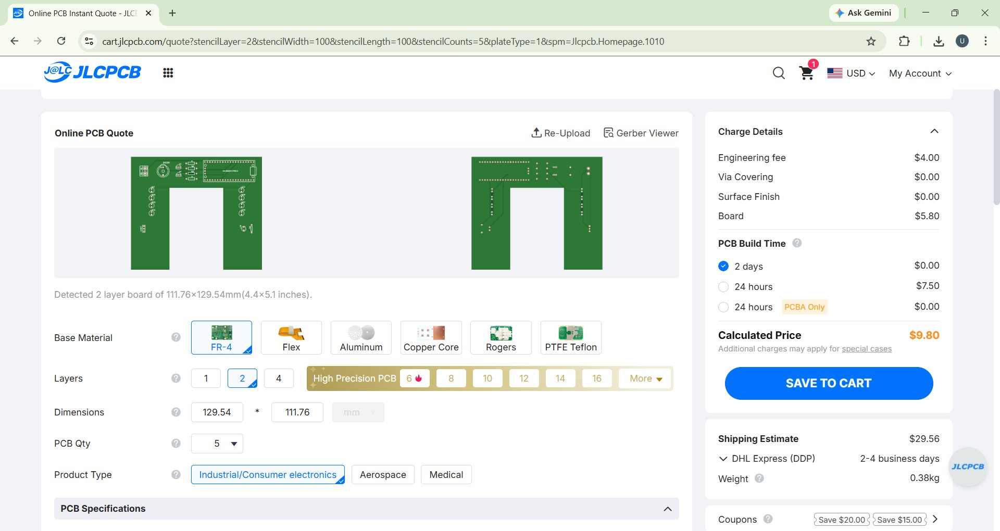 Online PCB Instant Quote - JLC
Ask Gemini
cart.jlcpcb.com/quote?stencilLayer=2&stencilWidth=100&stencilLength=100&stencilCounts=5&plateType=1&spm=Jlcpcb.Homepage.1010
U
J@LC JLCPCB
1
USD
My Account
Online PCB Quote
Re-Upload
Gerber Viewer
Detected 2 layer board of 111.76×129.54mm(4.4×5.1 inches).
Base Material ?
FR-4
Flex
Aluminum
Copper Core
Rogers
PTFE Teflon
Layers ? 1 2 4 High Precision PCB 6 8 10 12 14 16 More
Dimensions ? 129.54 * 111.76 mm
PCB Qty ? 5
Product Type ? Industrial/Consumer electronics Aerospace Medical
PCB Specifications
Charge Details
Engineering fee $4.00
Via Covering $0.00
Surface Finish $0.00
Board $5.80
PCB Build Time ?
2 days $0.00
24 hours $7.50
24 hours PCBA Only $0.00
Calculated Price $9.80
Additional charges may apply for special cases
SAVE TO CART
Shipping Estimate $29.56
DHL Express (DDP) 2-4 business days
Weight ? 0.38kg
JLCPCB
Coupons ? Save $20.00 Save $15.00